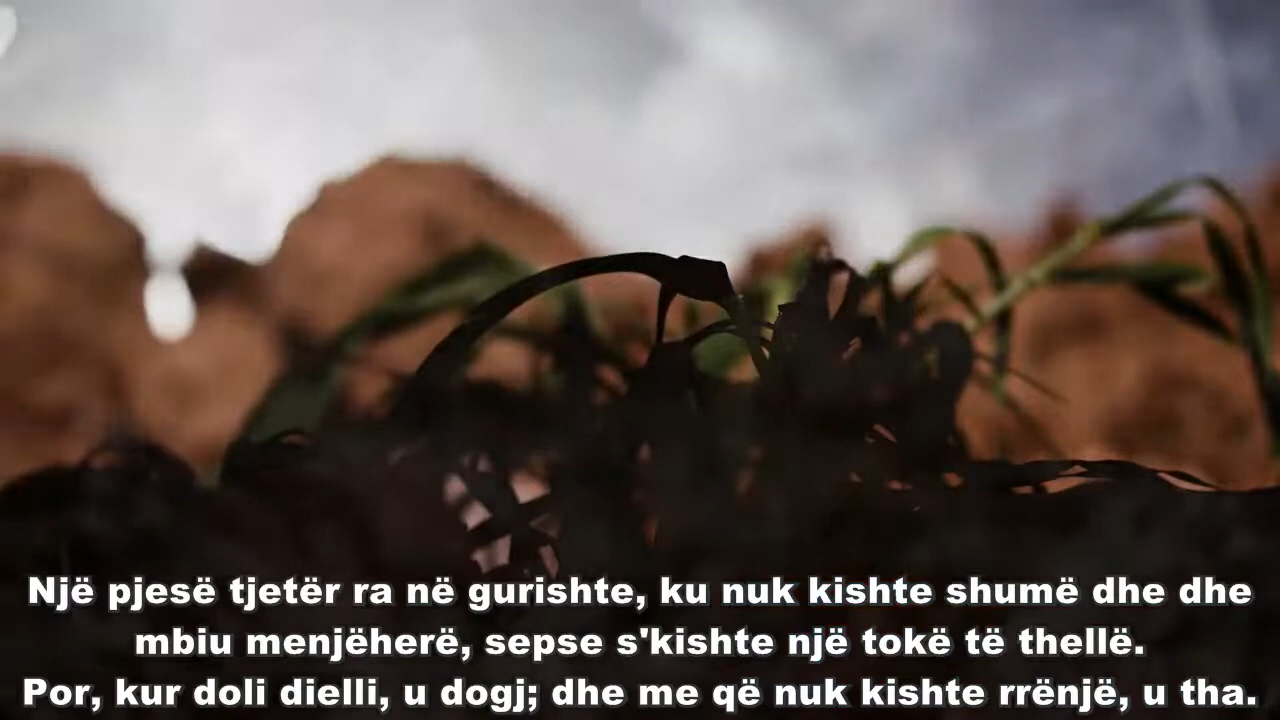 Një pjesë tjetër ra në gurishte, ku nuk kishte shumë dhe dhe
mbiu menjëherë, sepse s'kishte një tokë të thellë.
Por, kur doli dielli, u dogj; dhe me që nuk kishte rrënjë, u tha.